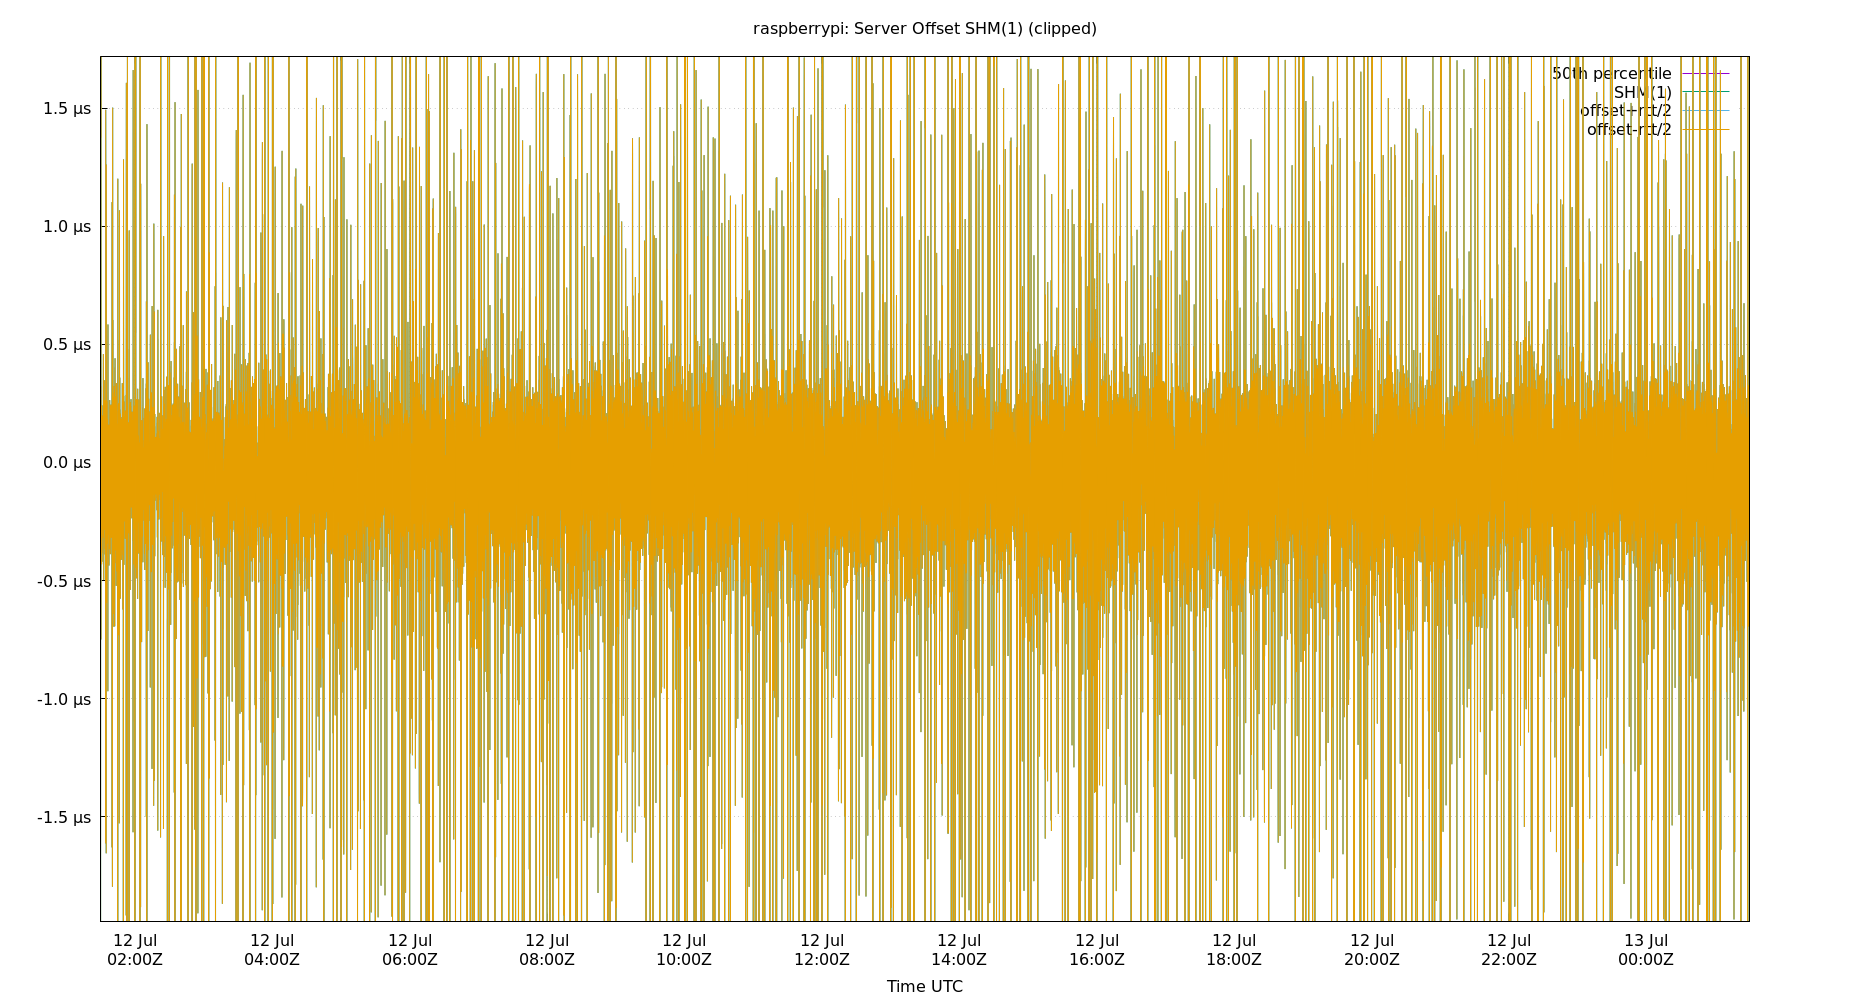 raspberrypi: Server Offset SHM(1) (clipped)
50th percentile
SHM(1)
offset+rtt/2
offset-rtt/2
1.5 µs
1.0 µs
0.5 µs
0.0 µs
-0.5 µs
-1.0 µs
-1.5 µs
12 Jul 12 Jul 12 Jul 12 Jul 12 Jul 12 Jul 12 Jul 12 Jul 12 Jul 12 Jul 12 Jul 13 Jul
02:00Z 04:00Z 06:00Z 08:00Z 10:00Z 12:00Z 14:00Z 16:00Z 18:00Z 20:00Z 22:00Z 00:00Z
Time UTC